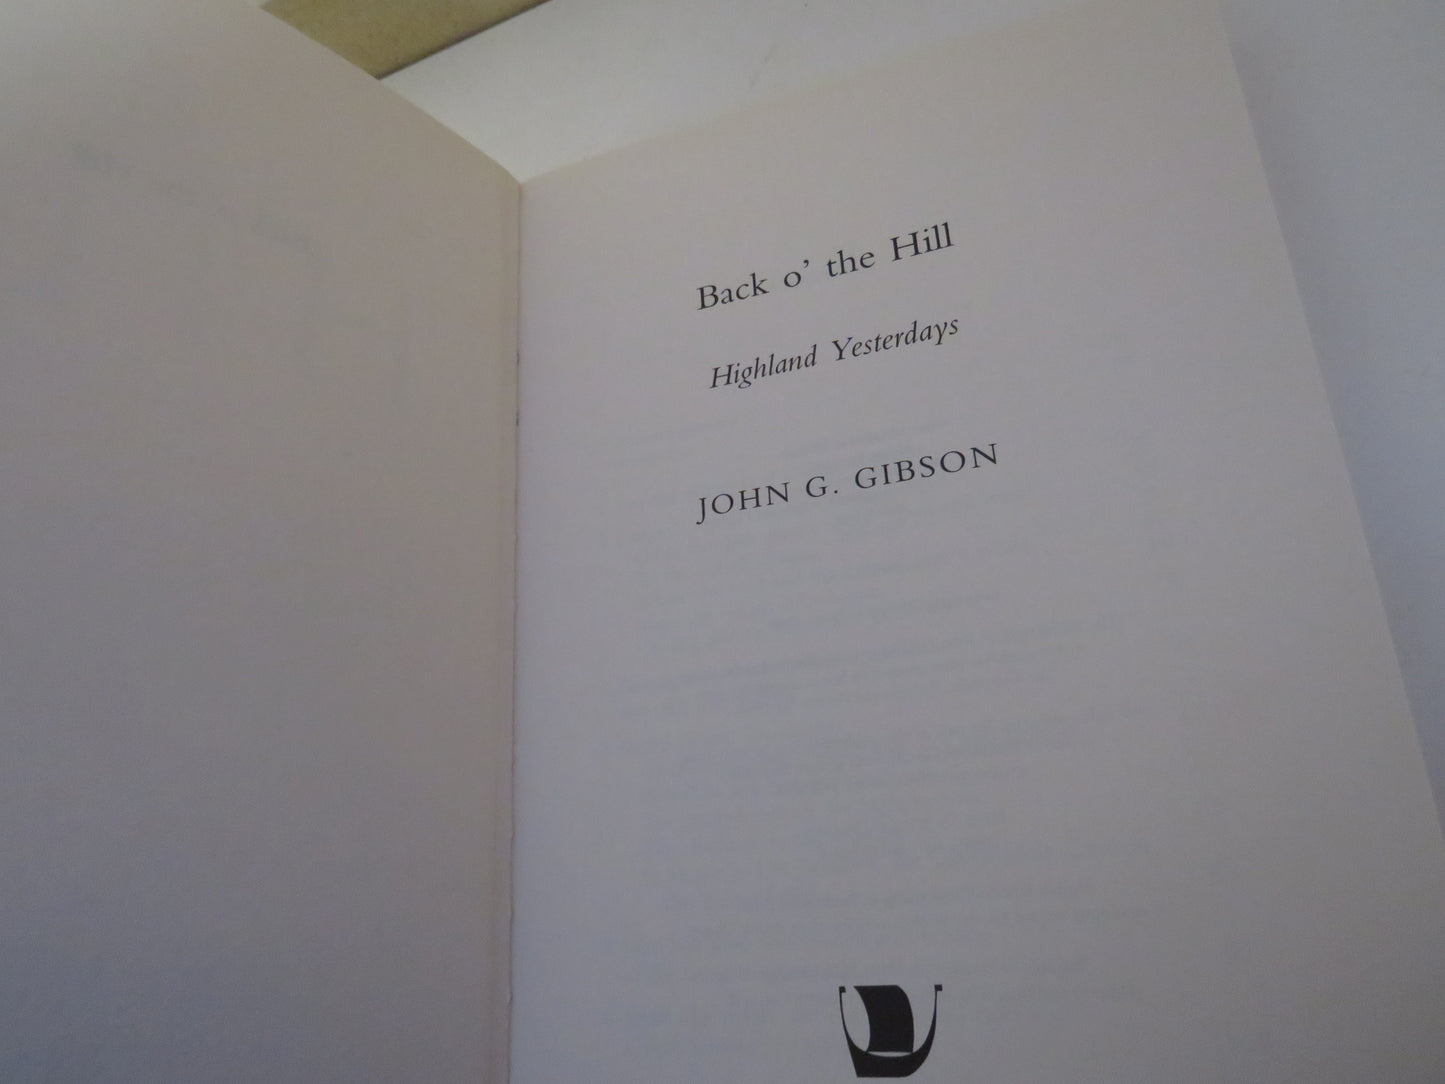 Back o' the Hill
Highland Yesterdays
JOHN G. GIBSON